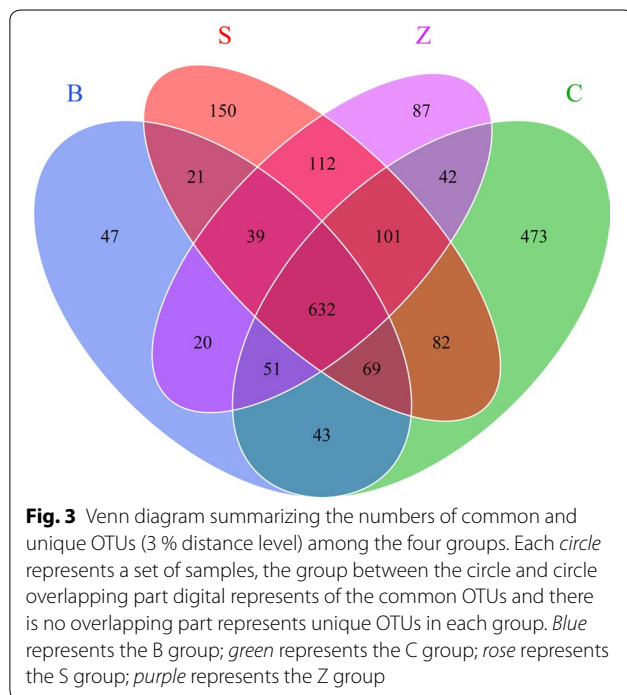 S
Z
B
C
150
87
21
112
42
47
39
101
473
632
20
82
51
69
43
Fig. 3 Venn diagram summarizing the numbers of common and
unique OTUs (3 % distance level) among the four groups. Each circle
represents a set of samples, the group between the circle and circle
overlapping part digital represents of the common OTUs and there
is no overlapping part represents unique OTUs in each group. Blue
represents the B group; green represents the C group; rose represents
the S group; purple represents the Z group